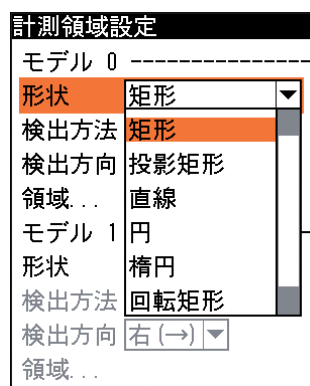 計測領域設定
モデル 0 --------------
形状 矩形 ▼
検出方法 矩形
検出方向 投影矩形
領域... 直線
モデル 1 円
形状 楕円
検出方法 回転矩形
検出方向 右(→) ▼
領域...